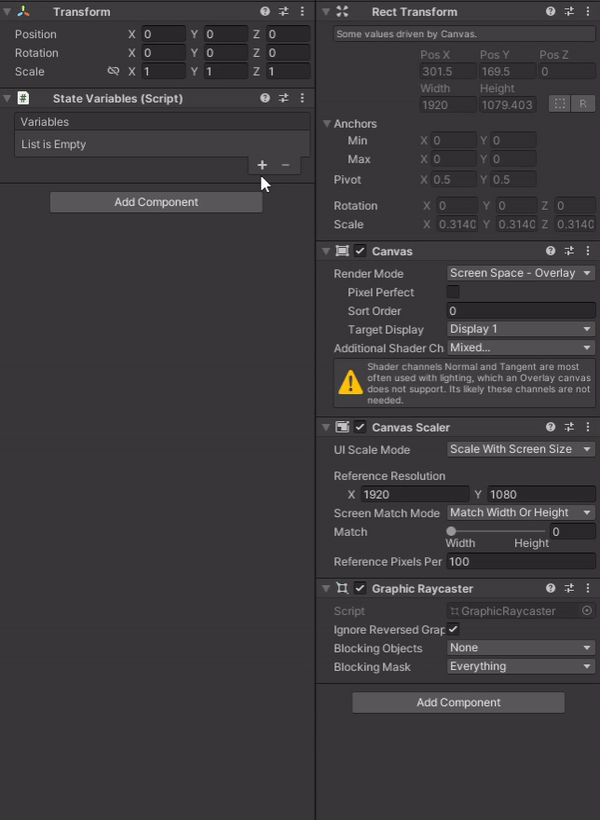 Transform
Position X 0 Y 0 Z 0
Rotation X 0 Y 0 Z 0
Scale X 1 Y 1 Z 1
# State Variables (Script)
Variables
List is Empty
+ −
Add Component
Rect Transform
Some values driven by Canvas.
Pos X Pos Y Pos Z
301.5 169.5 0
Width Height
1920 1079.403 R
Anchors
Min X 0 Y 0
Max X 0 Y 0
Pivot X 0.5 Y 0.5
Rotation X 0 Y 0 Z 0
Scale X 0.3140 Y 0.3140 Z 0.3140
Canvas
Render Mode Screen Space - Overlay
Pixel Perfect
Sort Order 0
Target Display Display 1
Additional Shader Ch Mixed...
Shader channels Normal and Tangent are most
often used with lighting, which an Overlay canvas
does not support. Its likely these channels are not
needed.
Canvas Scaler
UI Scale Mode Scale With Screen Size
Reference Resolution
X 1920 Y 1080
Screen Match Mode Match Width Or Height
Match 0
Width Height
Reference Pixels Per 100
Graphic Raycaster
Script GraphicRaycaster
Ignore Reversed Grap
Blocking Objects None
Blocking Mask Everything
Add Component